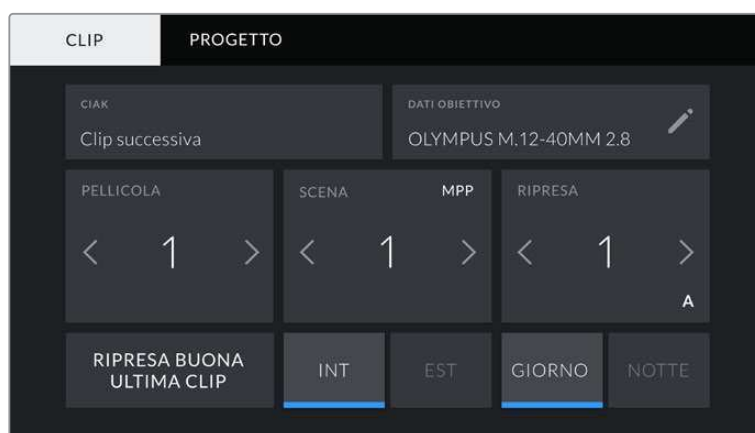 CLIP PROGETTO
CIAK DATI OBIETTIVO
Clip successiva OLYMPUS M.12-40MM 2.8
PELLICOLA SCENA MPP RIPRESA
< 1 > < 1 > < 1 >
A
RIPRESA BUONA
ULTIMA CLIP INT EST GIORNO NOTTE